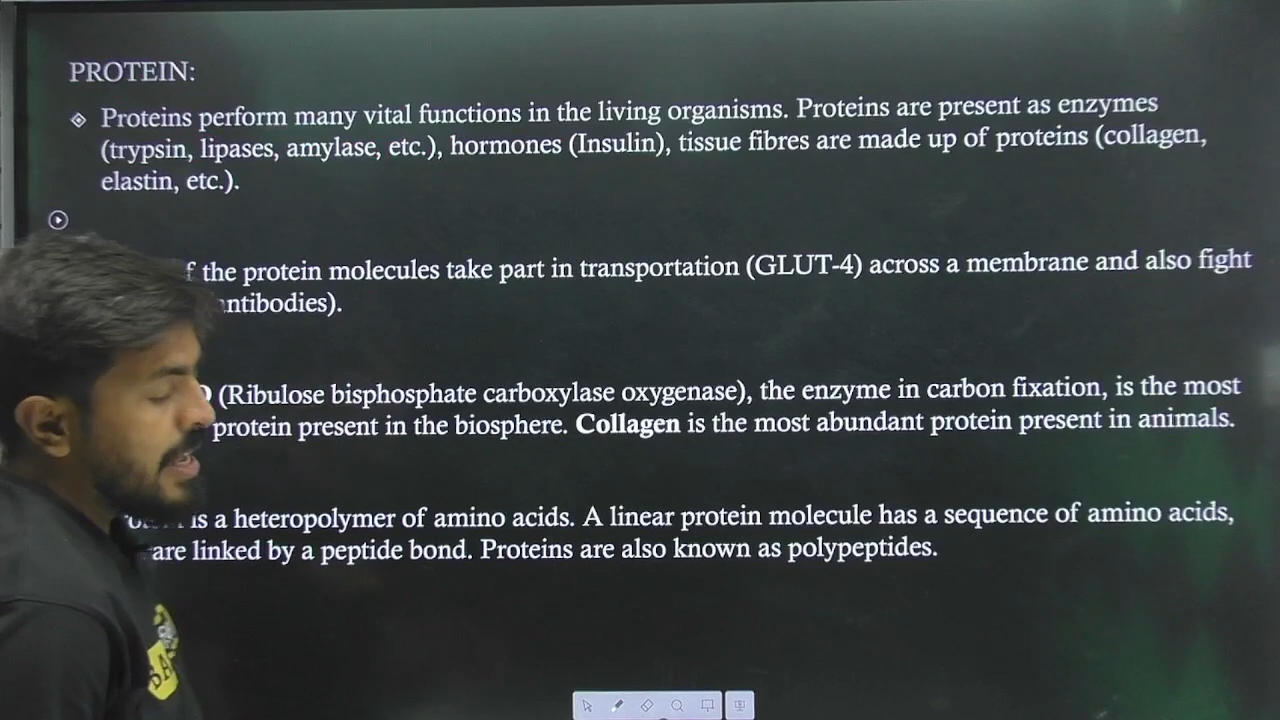 PROTEIN:
Proteins perform many vital functions in the living organisms. Proteins are present as enzymes
(trypsin, lipases, amylase, etc.), hormones (Insulin), tissue fibres are made up of proteins (collagen,
elastin, etc.).
the protein molecules take part in transportation (GLUT-4) across a membrane and also fight
ntibodies).
(Ribulose bisphosphate carboxylase oxygenase), the enzyme in carbon fixation, is the most
protein present in the biosphere. Collagen is the most abundant protein present in animals.
is a heteropolymer of amino acids. A linear protein molecule has a sequence of amino acids,
are linked by a peptide bond. Proteins are also known as polypeptides.